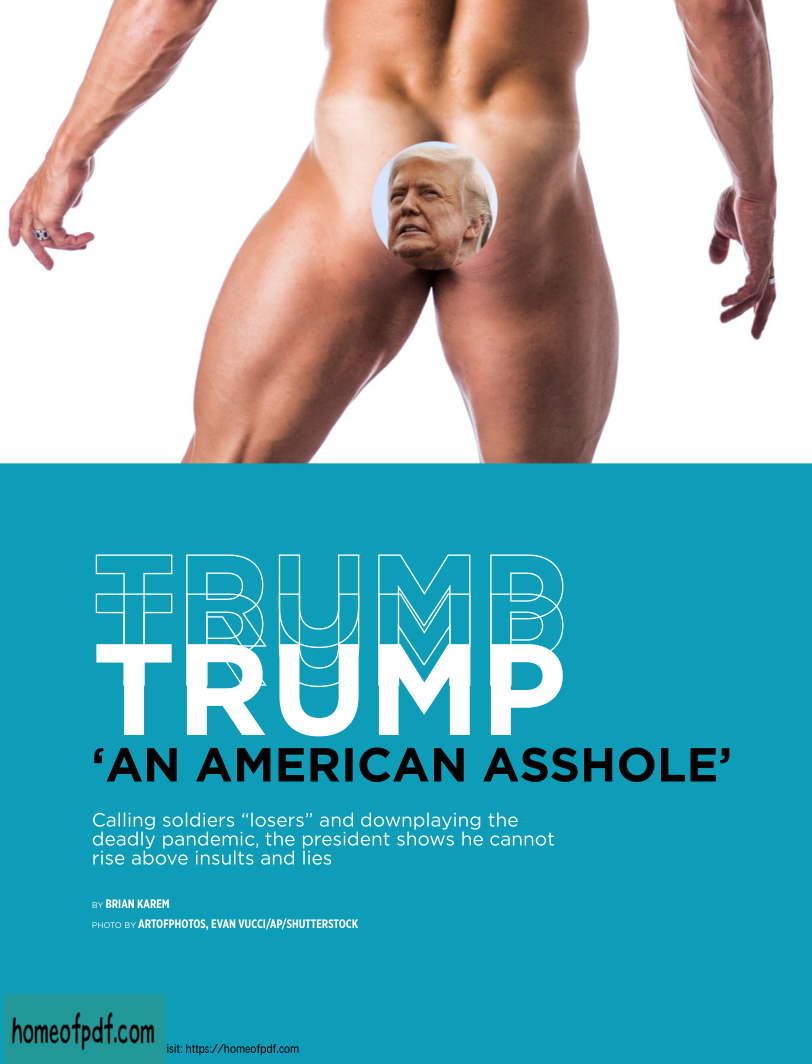 TRUMP
TRUMP
TRUMP
‘AN AMERICAN ASSHOLE’
Calling soldiers “losers” and downplaying the
deadly pandemic, the president shows he cannot
rise above insults and lies
BY BRIAN KAREM
PHOTO BY ARTOFPHOTOS, EVAN VUCCI/AP/SHUTTERSTOCK
homeofpdf.com
isit: https://homeofpdf.com